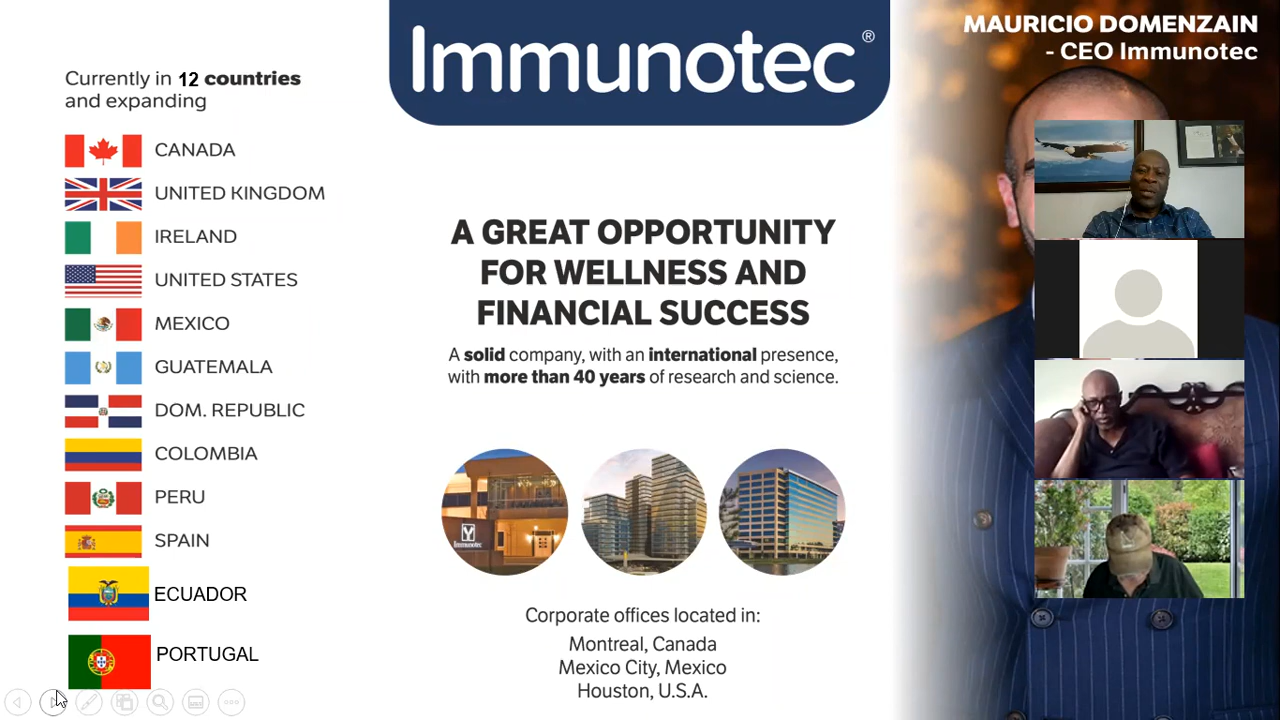 Immunotec®
MAURICIO DOMENZAIN
- CEO Immunotec
Currently in 12 countries
and expanding
CANADA
UNITED KINGDOM
IRELAND
UNITED STATES
MEXICO
GUATEMALA
DOM. REPUBLIC
COLOMBIA
PERU
SPAIN
ECUADOR
PORTUGAL
A GREAT OPPORTUNITY
FOR WELLNESS AND
FINANCIAL SUCCESS
A solid company, with an international presence,
with more than 40 years of research and science.
Immunotec
Corporate offices located in:
Montreal, Canada
Mexico City, Mexico
Houston, U.S.A.